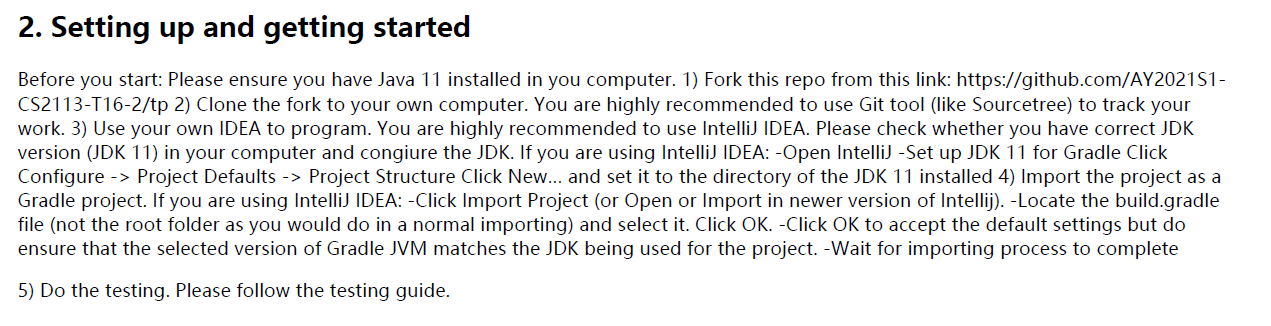 2. Setting up and getting started
Before you start: Please ensure you have Java 11 installed in you computer. 1) Fork this repo from this link: https://github.com/AY2021S1-
CS2113-T16-2/tp 2) Clone the fork to your own computer. You are highly recommended to use Git tool (like Sourcetree) to track your
work. 3) Use your own IDEA to program. You are highly recommended to use IntelliJ IDEA. Please check whether you have correct JDK
version (JDK 11) in your computer and congiure the JDK. If you are using IntelliJ IDEA: -Open IntelliJ -Set up JDK 11 for Gradle Click
Configure -> Project Defaults -> Project Structure Click New... and set it to the directory of the JDK 11 installed 4) Import the project as a
Gradle project. If you are using IntelliJ IDEA: -Click Import Project (or Open or Import in newer version of Intellij). -Locate the build.gradle
file (not the root folder as you would do in a normal importing) and select it. Click OK. -Click OK to accept the default settings but do
ensure that the selected version of Gradle JVM matches the JDK being used for the project. -Wait for importing process to complete
5) Do the testing. Please follow the testing guide.